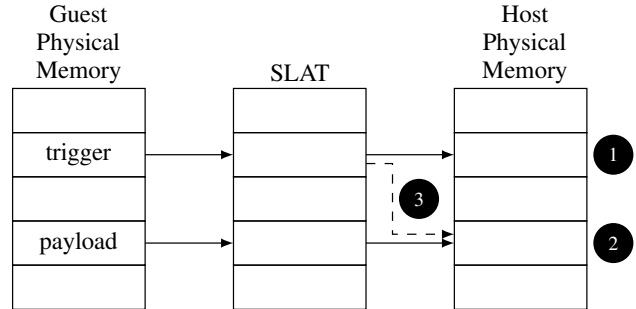 Guest
Physical
Memory
SLAT
Host
Physical
Memory
trigger
1
3
payload
2